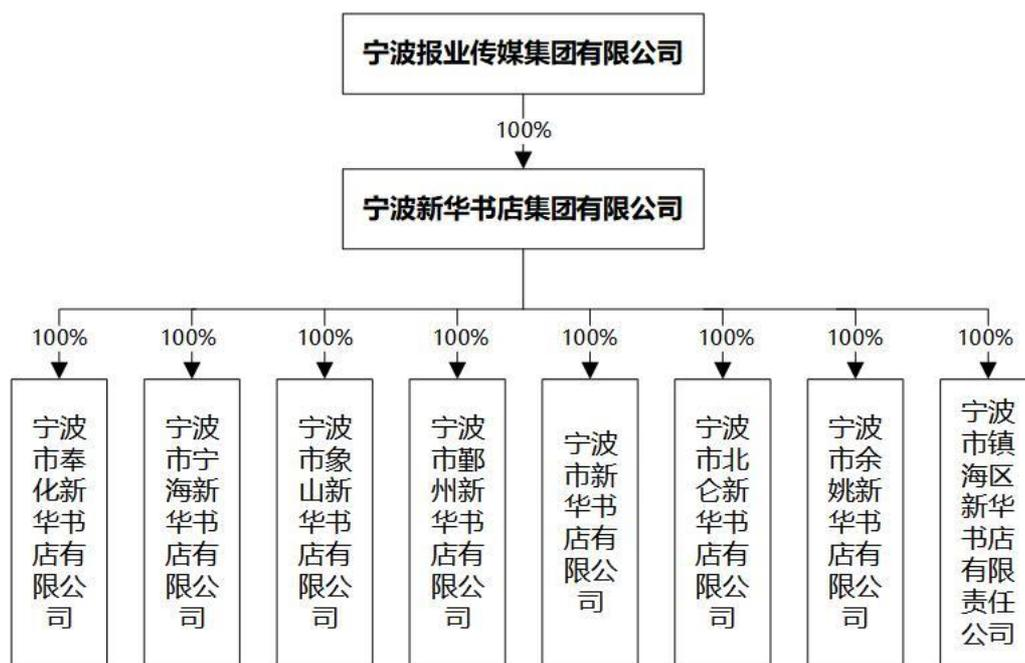 宁波报业传媒集团有限公司
100%
宁波新华书店集团有限公司
100%
100%
100%
100%
100%
100%
100%
100%
宁波
市奉
化新
华书
店有
限公
司
宁波
市宁
海新
华书
店有
限公
司
宁波
市象
山新
华书
店有
限公
司
宁波
市鄞
州新
华书
店有
限公
司
宁波
市新
华书
店有
限公
司
宁波
市北
仑新
华书
店有
限公
司
宁波
市余
姚新
华书
店有
限公
司
宁波
市镇
海区
新华
书店
有限
责任
公司